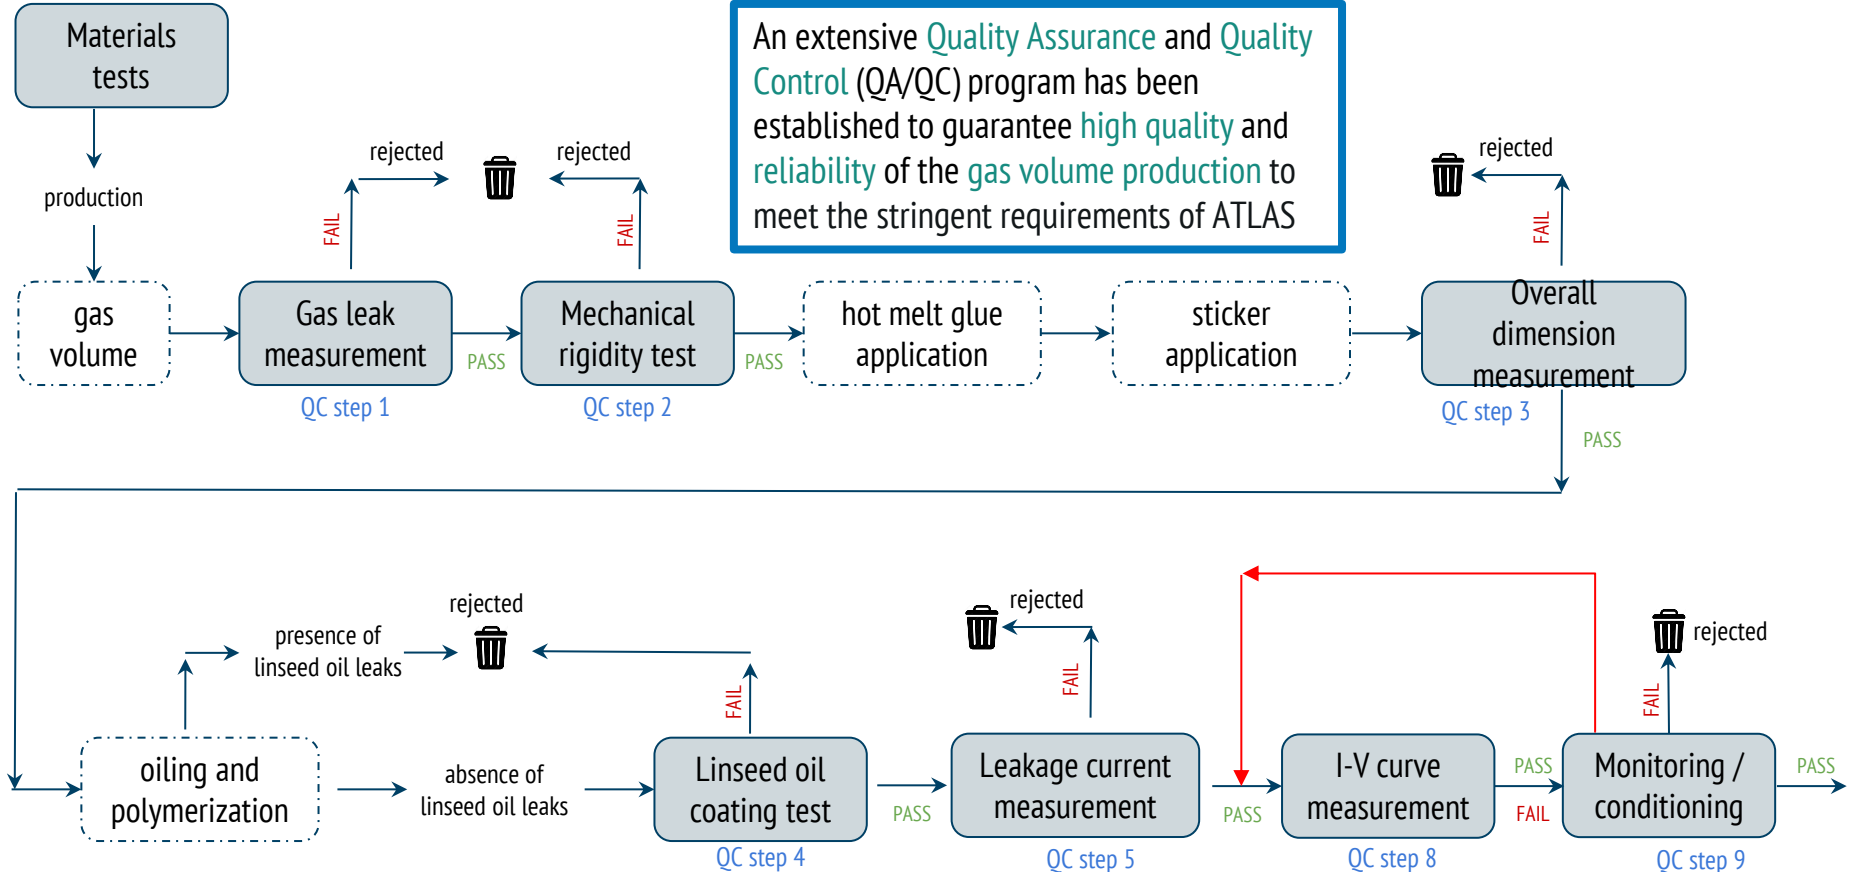 Materials
tests
An extensive Quality Assurance and Quality
Control (QA/QC) program has been
established to guarantee high quality and
reliability of the gas volume production to
meet the stringent requirements of ATLAS
production
rejected
rejected
rejected
FAIL
FAIL
FAIL
gas
volume
Gas leak
measurement
QC step 1
PASS
Mechanical
rigidity test
QC step 2
PASS
hot melt glue
application
sticker
application
Overall
dimension
measurement
QC step 3
PASS
rejected
presence of
linseed oil leaks
FAIL
rejected
FAIL
rejected
FAIL
oiling and
polymerization
absence of
linseed oil leaks
Linseed oil
coating test
QC step 4
PASS
Leakage current
measurement
QC step 5
PASS
I-V curve
measurement
QC step 8
PASS
FAIL
Monitoring /
conditioning
QC step 9
PASS